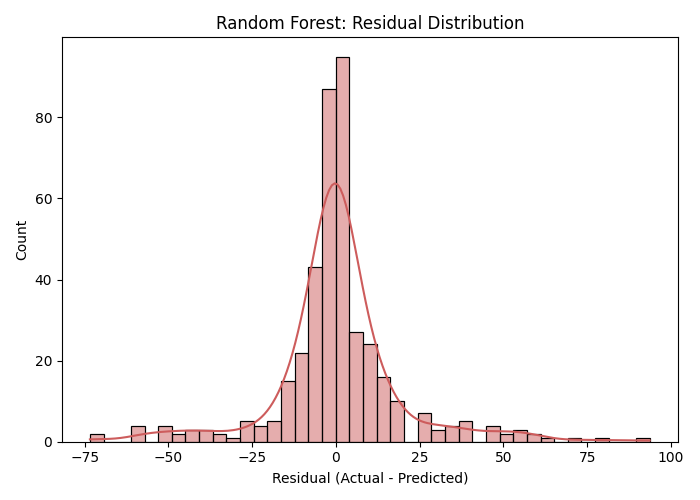 Random Forest: Residual Distribution
Count
80
60
40
20
0
−75 −50 −25 0 25 50 75 100
Residual (Actual - Predicted)